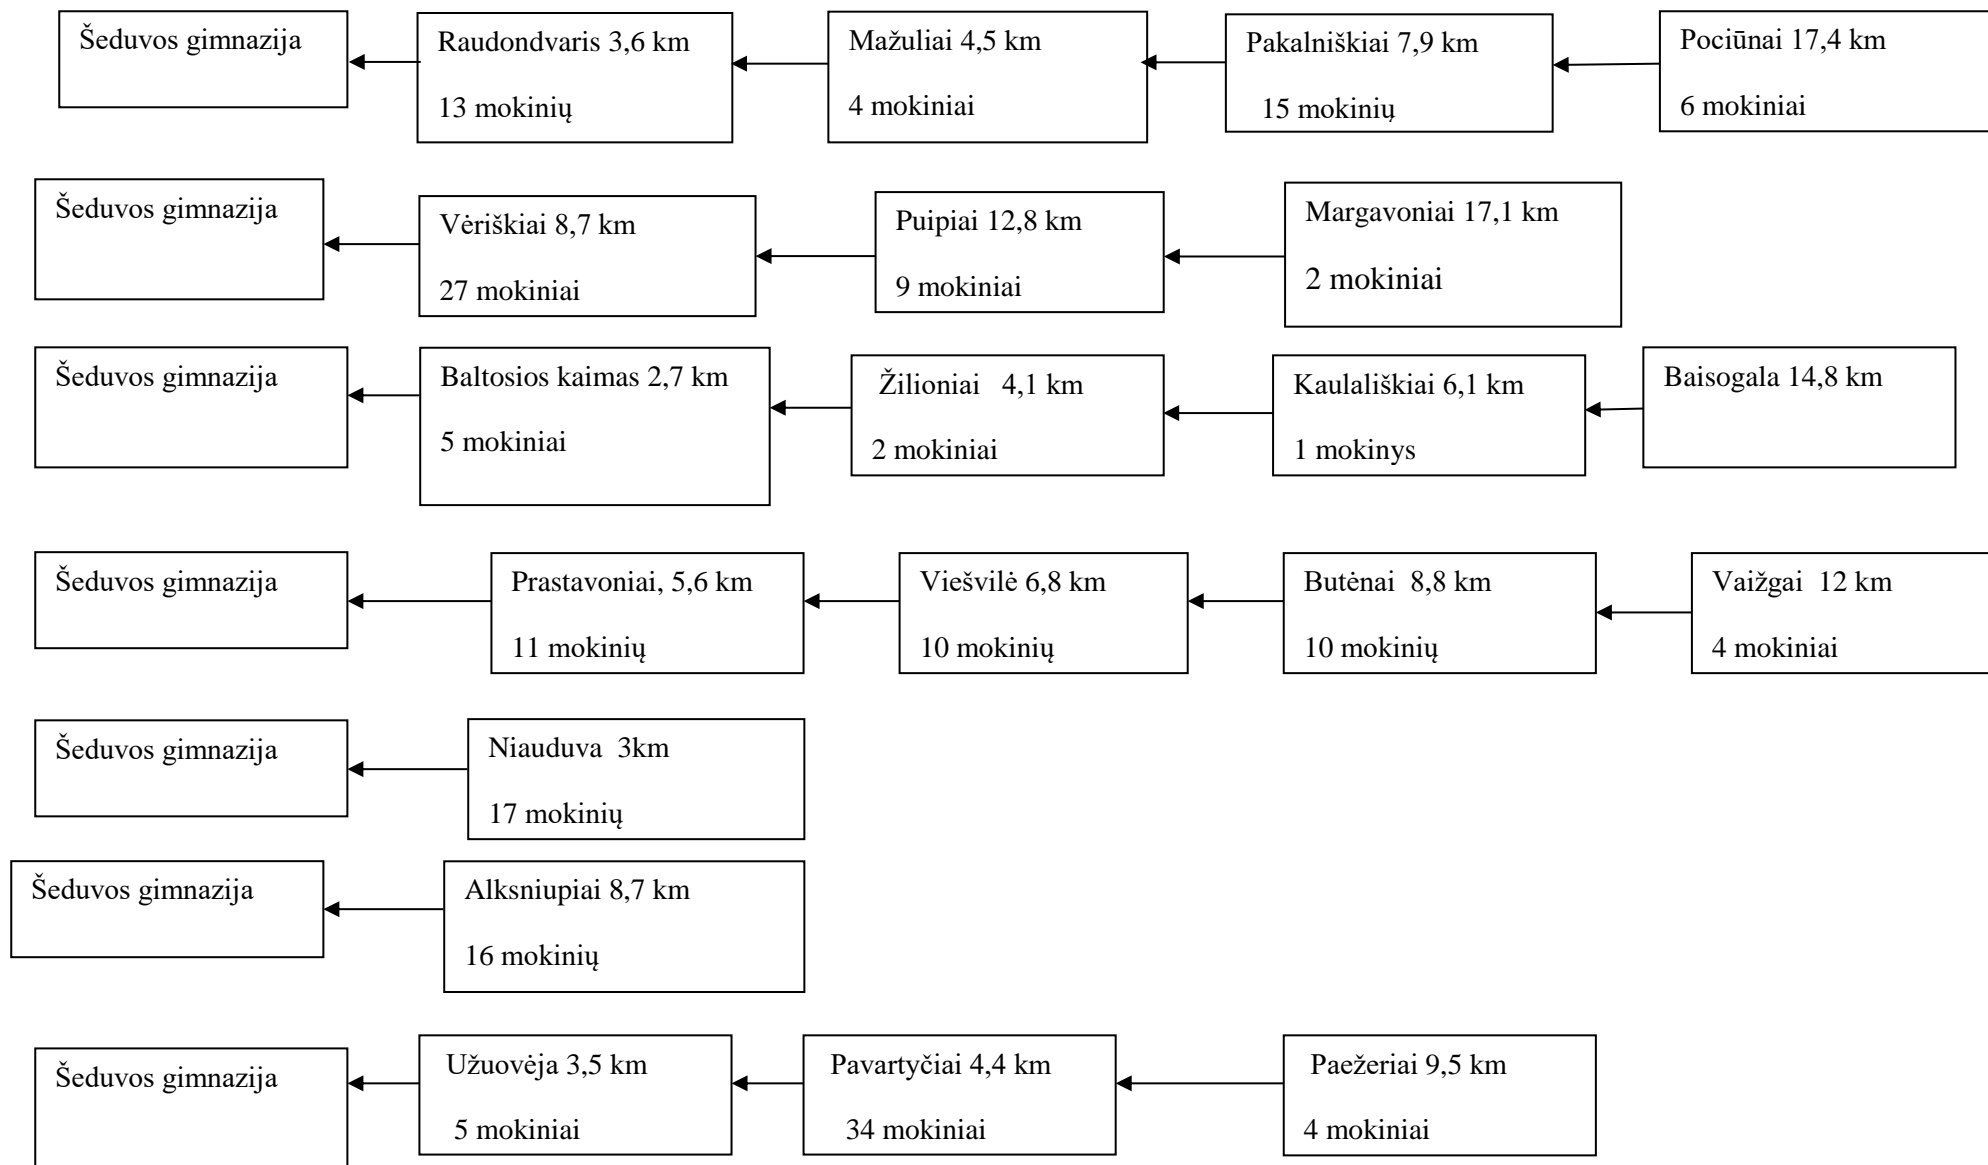 Šeduvos gimnazija
Raudondvaris 3,6 km
13 mokinių
Mažuliai 4,5 km
4 mokiniai
Pakalniškiai 7,9 km
15 mokinių
Pociūnai 17,4 km
6 mokiniai
Šeduvos gimnazija
Vėriškiai 8,7 km
27 mokiniai
Puipiai 12,8 km
9 mokiniai
Margavoniai 17,1 km
2 mokiniai
Šeduvos gimnazija
Baltosios kaimas 2,7 km
5 mokiniai
Žilioniai 4,1 km
2 mokiniai
Kaulališkiai 6,1 km
1 mokinys
Baisogala 14,8 km
Šeduvos gimnazija
Prastavoniai, 5,6 km
11 mokinių
Viešvilė 6,8 km
10 mokinių
Butėnai 8,8 km
10 mokinių
Vaižgai 12 km
4 mokiniai
Šeduvos gimnazija
Niauduva 3km
17 mokinių
Šeduvos gimnazija
Alksniupiai 8,7 km
16 mokinių
Šeduvos gimnazija
Užuovėja 3,5 km
5 mokiniai
Pavartyčiai 4,4 km
34 mokiniai
Paežeriai 9,5 km
4 mokiniai